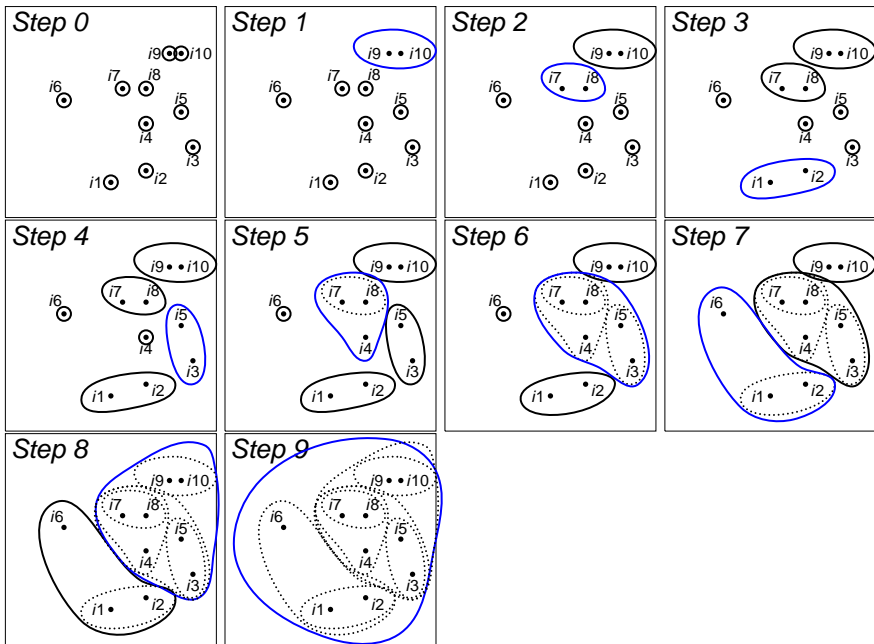 Step 0
i9 i10
i7 i8
i6
i5
i4
i3
i2
i1
Step 1
i9 i10
i7 i8
i6
i5
i4
i3
i2
i1
Step 2
i9 i10
i7 i8
i6
i5
i4
i3
i2
i1
Step 3
i9 i10
i7 i8
i6
i5
i4
i3
i2
i1
Step 4
i9 i10
i7 i8
i6
i5
i4
i3
i2
i1
Step 5
i9 i10
i7 i8
i6
i5
i4
i3
i2
i1
Step 6
i9 i10
i7 i8
i6
i5
i4
i3
i2
i1
Step 7
i9 i10
i7 i8
i6
i5
i4
i3
i2
i1
Step 8
i9 i10
i7 i8
i6
i5
i4
i3
i2
i1
Step 9
i9 i10
i7 i8
i6
i5
i4
i3
i2
i1